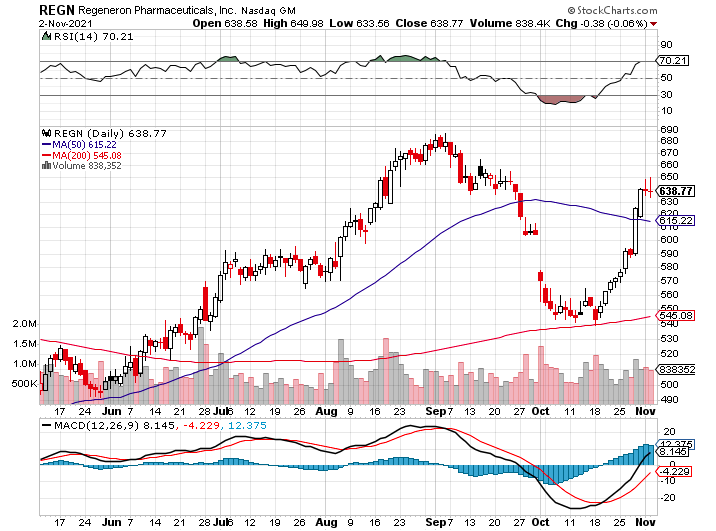 REGN Regeneron Pharmaceuticals, Inc. Nasdaq GM © StockCharts.com
2-Nov-2021 Open 638.58 High 649.98 Low 633.56 Close 638.77 Volume 838.4K Chg -0.38 (-0.06%)
RSI(14) 70.21
90
70.21
50
30
10
REGN (Daily) 638.77
MA(50) 615.22
MA(200) 545.08
Volume 838,352
690
680
670
660
650
638.77
630
620
615.22
610
600
590
580
570
560
550
545.08
540
530
520
510
500
490
838352
2.0M
1.5M
1.0M
500K
17 24 Jun 7 14 21 28 Jul 6 12 19 26 Aug 9 16 23 Sep 7 13 20 27 Oct 11 18 25 Nov
MACD(12,26,9) 8.145, -4.229, 12.375
20
12.375
8.145
0
-4.229
-10
-20
17 24 Jun 7 14 21 28 Jul 6 12 19 26 Aug 9 16 23 Sep 7 13 20 27 Oct 11 18 25 Nov